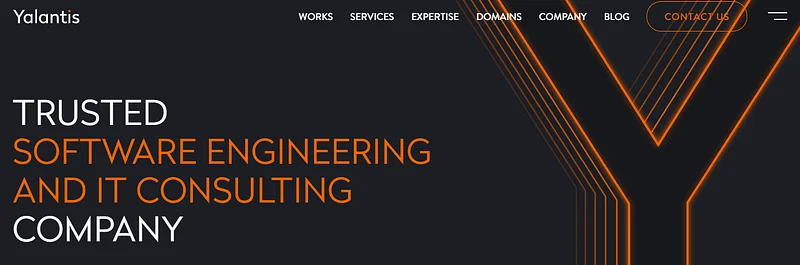 Yalantis
WORKS SERVICES EXPERTISE DOMAINS COMPANY BLOG CONTACT US
TRUSTED
SOFTWARE ENGINEERING
AND IT CONSULTING
COMPANY